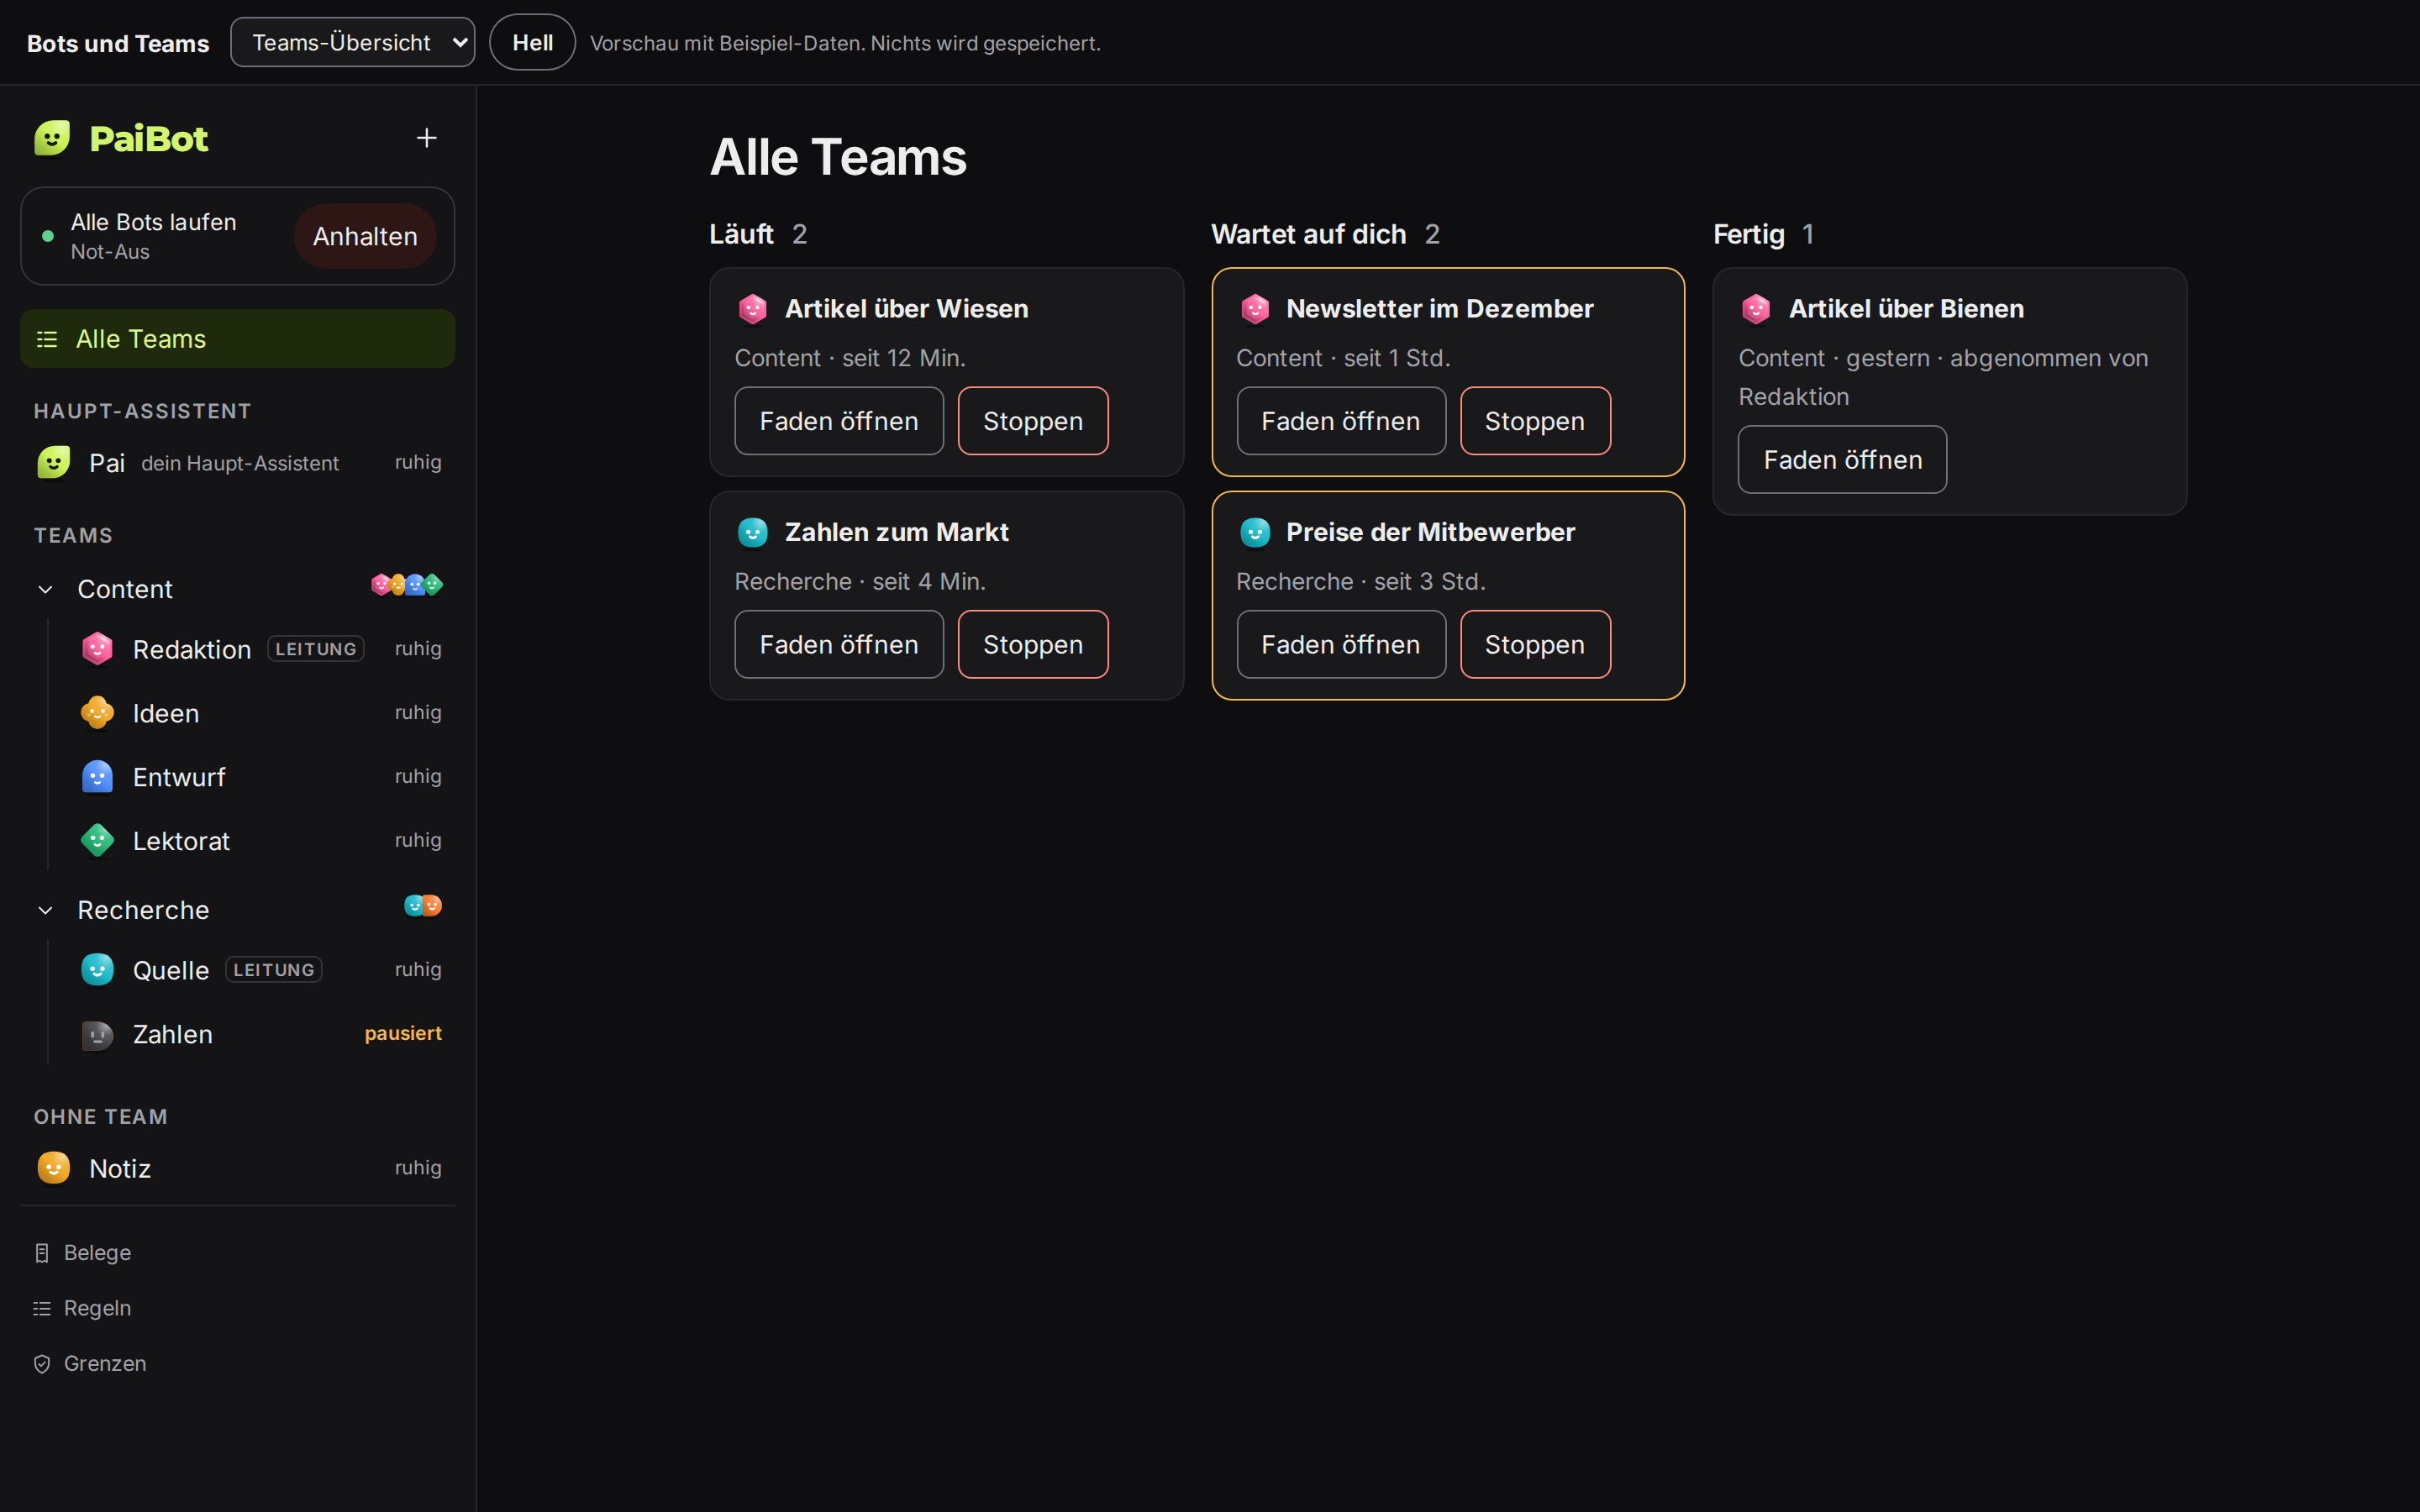 Bots und Teams Teams-Übersicht Hell Vorschau mit Beispiel-Daten. Nichts wird gespeichert.
PaiBot
Alle Bots laufen
Not-Aus
Anhalten
Alle Teams
HAUPT-ASSISTENT
Pai dein Haupt-Assistent ruhig
TEAMS
Content
Redaktion LEITUNG ruhig
Ideen ruhig
Entwurf ruhig
Lektorat ruhig
Recherche
Quelle LEITUNG ruhig
Zahlen pausiert
OHNE TEAM
Notiz ruhig
Belege
Regeln
Grenzen
Alle Teams
Läuft 2
Artikel über Wiesen
Content · seit 12 Min.
Faden öffnen Stoppen
Zahlen zum Markt
Recherche · seit 4 Min.
Faden öffnen Stoppen
Wartet auf dich 2
Newsletter im Dezember
Content · seit 1 Std.
Faden öffnen Stoppen
Preise der Mitbewerber
Recherche · seit 3 Std.
Faden öffnen Stoppen
Fertig 1
Artikel über Bienen
Content · gestern · abgenommen von
Redaktion
Faden öffnen